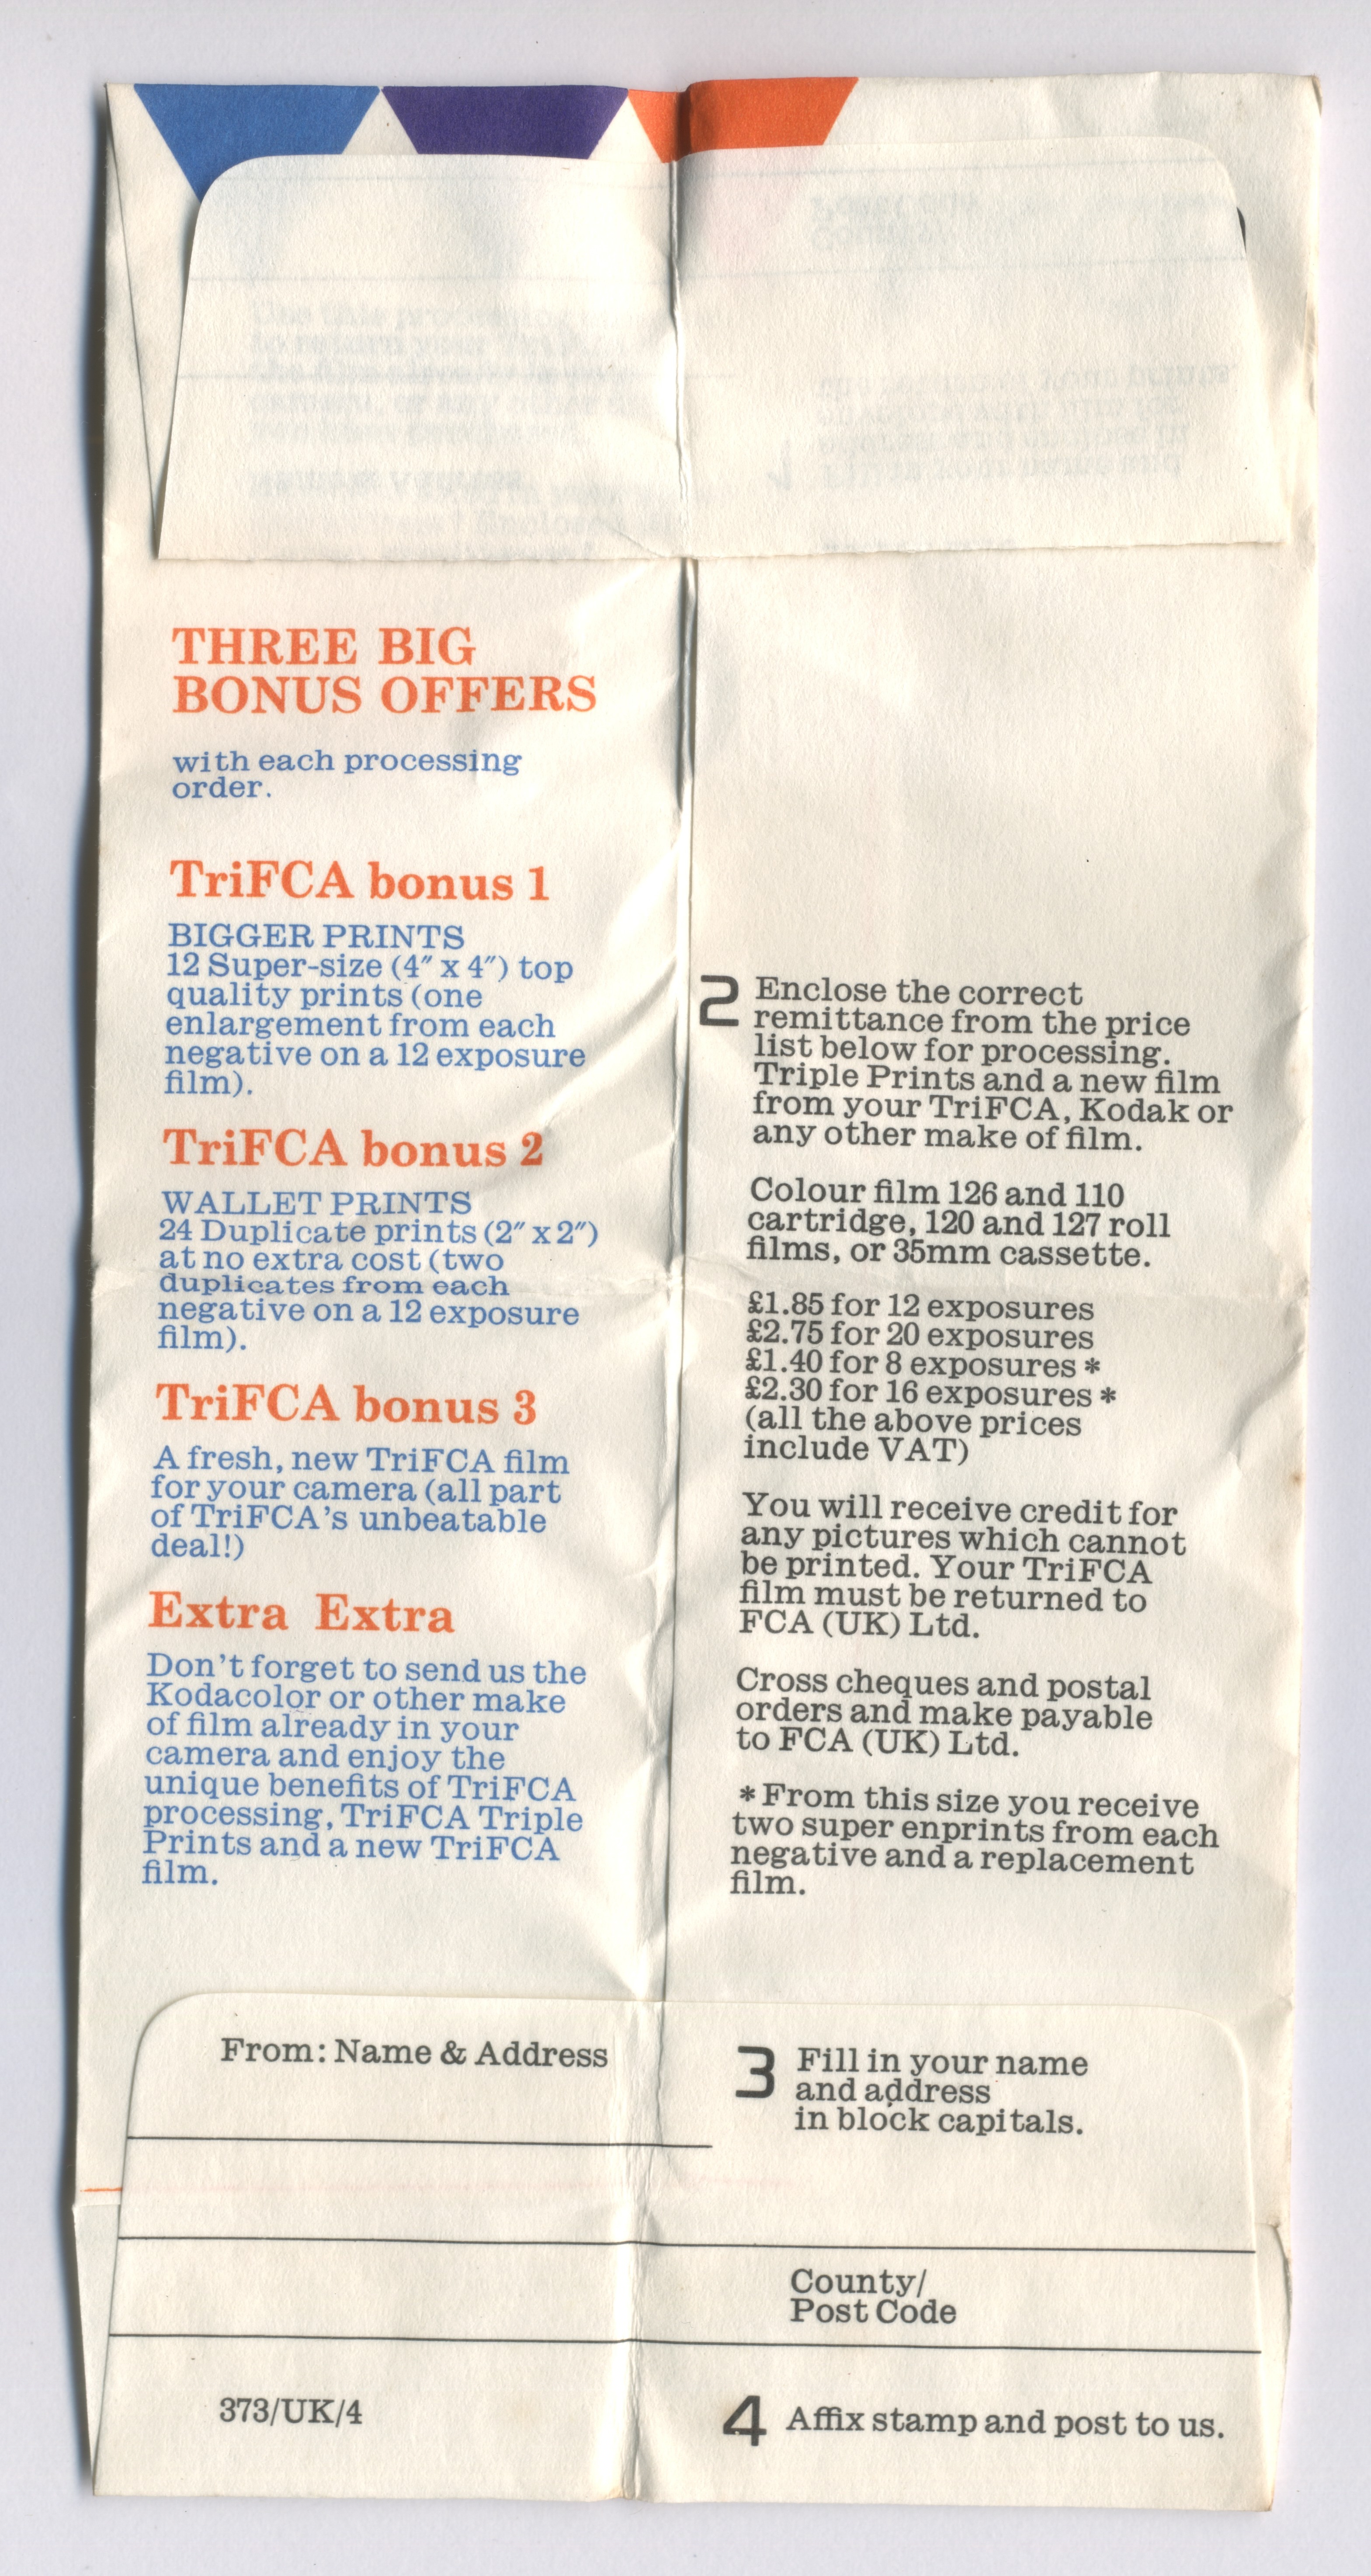 THREE BIG
BONUS OFFERS
with each processing
order.
TriFCA bonus 1
BIGGER PRINTS
12 Super-size (4″ x 4″) top
quality prints (one
enlargement from each
negative on a 12 exposure
film).
TriFCA bonus 2
WALLET PRINTS
24 Duplicate prints (2″ x 2″)
at no extra cost (two
duplicates from each
negative on a 12 exposure
film).
TriFCA bonus 3
A fresh, new TriFCA film
for your camera (all part
of TriFCA's unbeatable
deal!)
Extra Extra
Don't forget to send us the
Kodacolor or other make
of film already in your
camera and enjoy the
unique benefits of TriFCA
processing, TriFCA Triple
Prints and a new TriFCA
film.
2 Enclose the correct
remittance from the price
list below for processing.
Triple Prints and a new film
from your TriFCA, Kodak or
any other make of film.
Colour film 126 and 110
cartridge, 120 and 127 roll
films, or 35mm cassette.
£1.85 for 12 exposures
£2.75 for 20 exposures
£1.40 for 8 exposures *
£2.30 for 16 exposures *
(all the above prices
include VAT)
You will receive credit for
any pictures which cannot
be printed. Your TriFCA
film must be returned to
FCA (UK) Ltd.
Cross cheques and postal
orders and make payable
to FCA (UK) Ltd.
* From this size you receive
two super enprints from each
negative and a replacement
film.
From: Name & Address
3 Fill in your name
and address
in block capitals.
County/
Post Code
373/UK/4
4 Affix stamp and post to us.